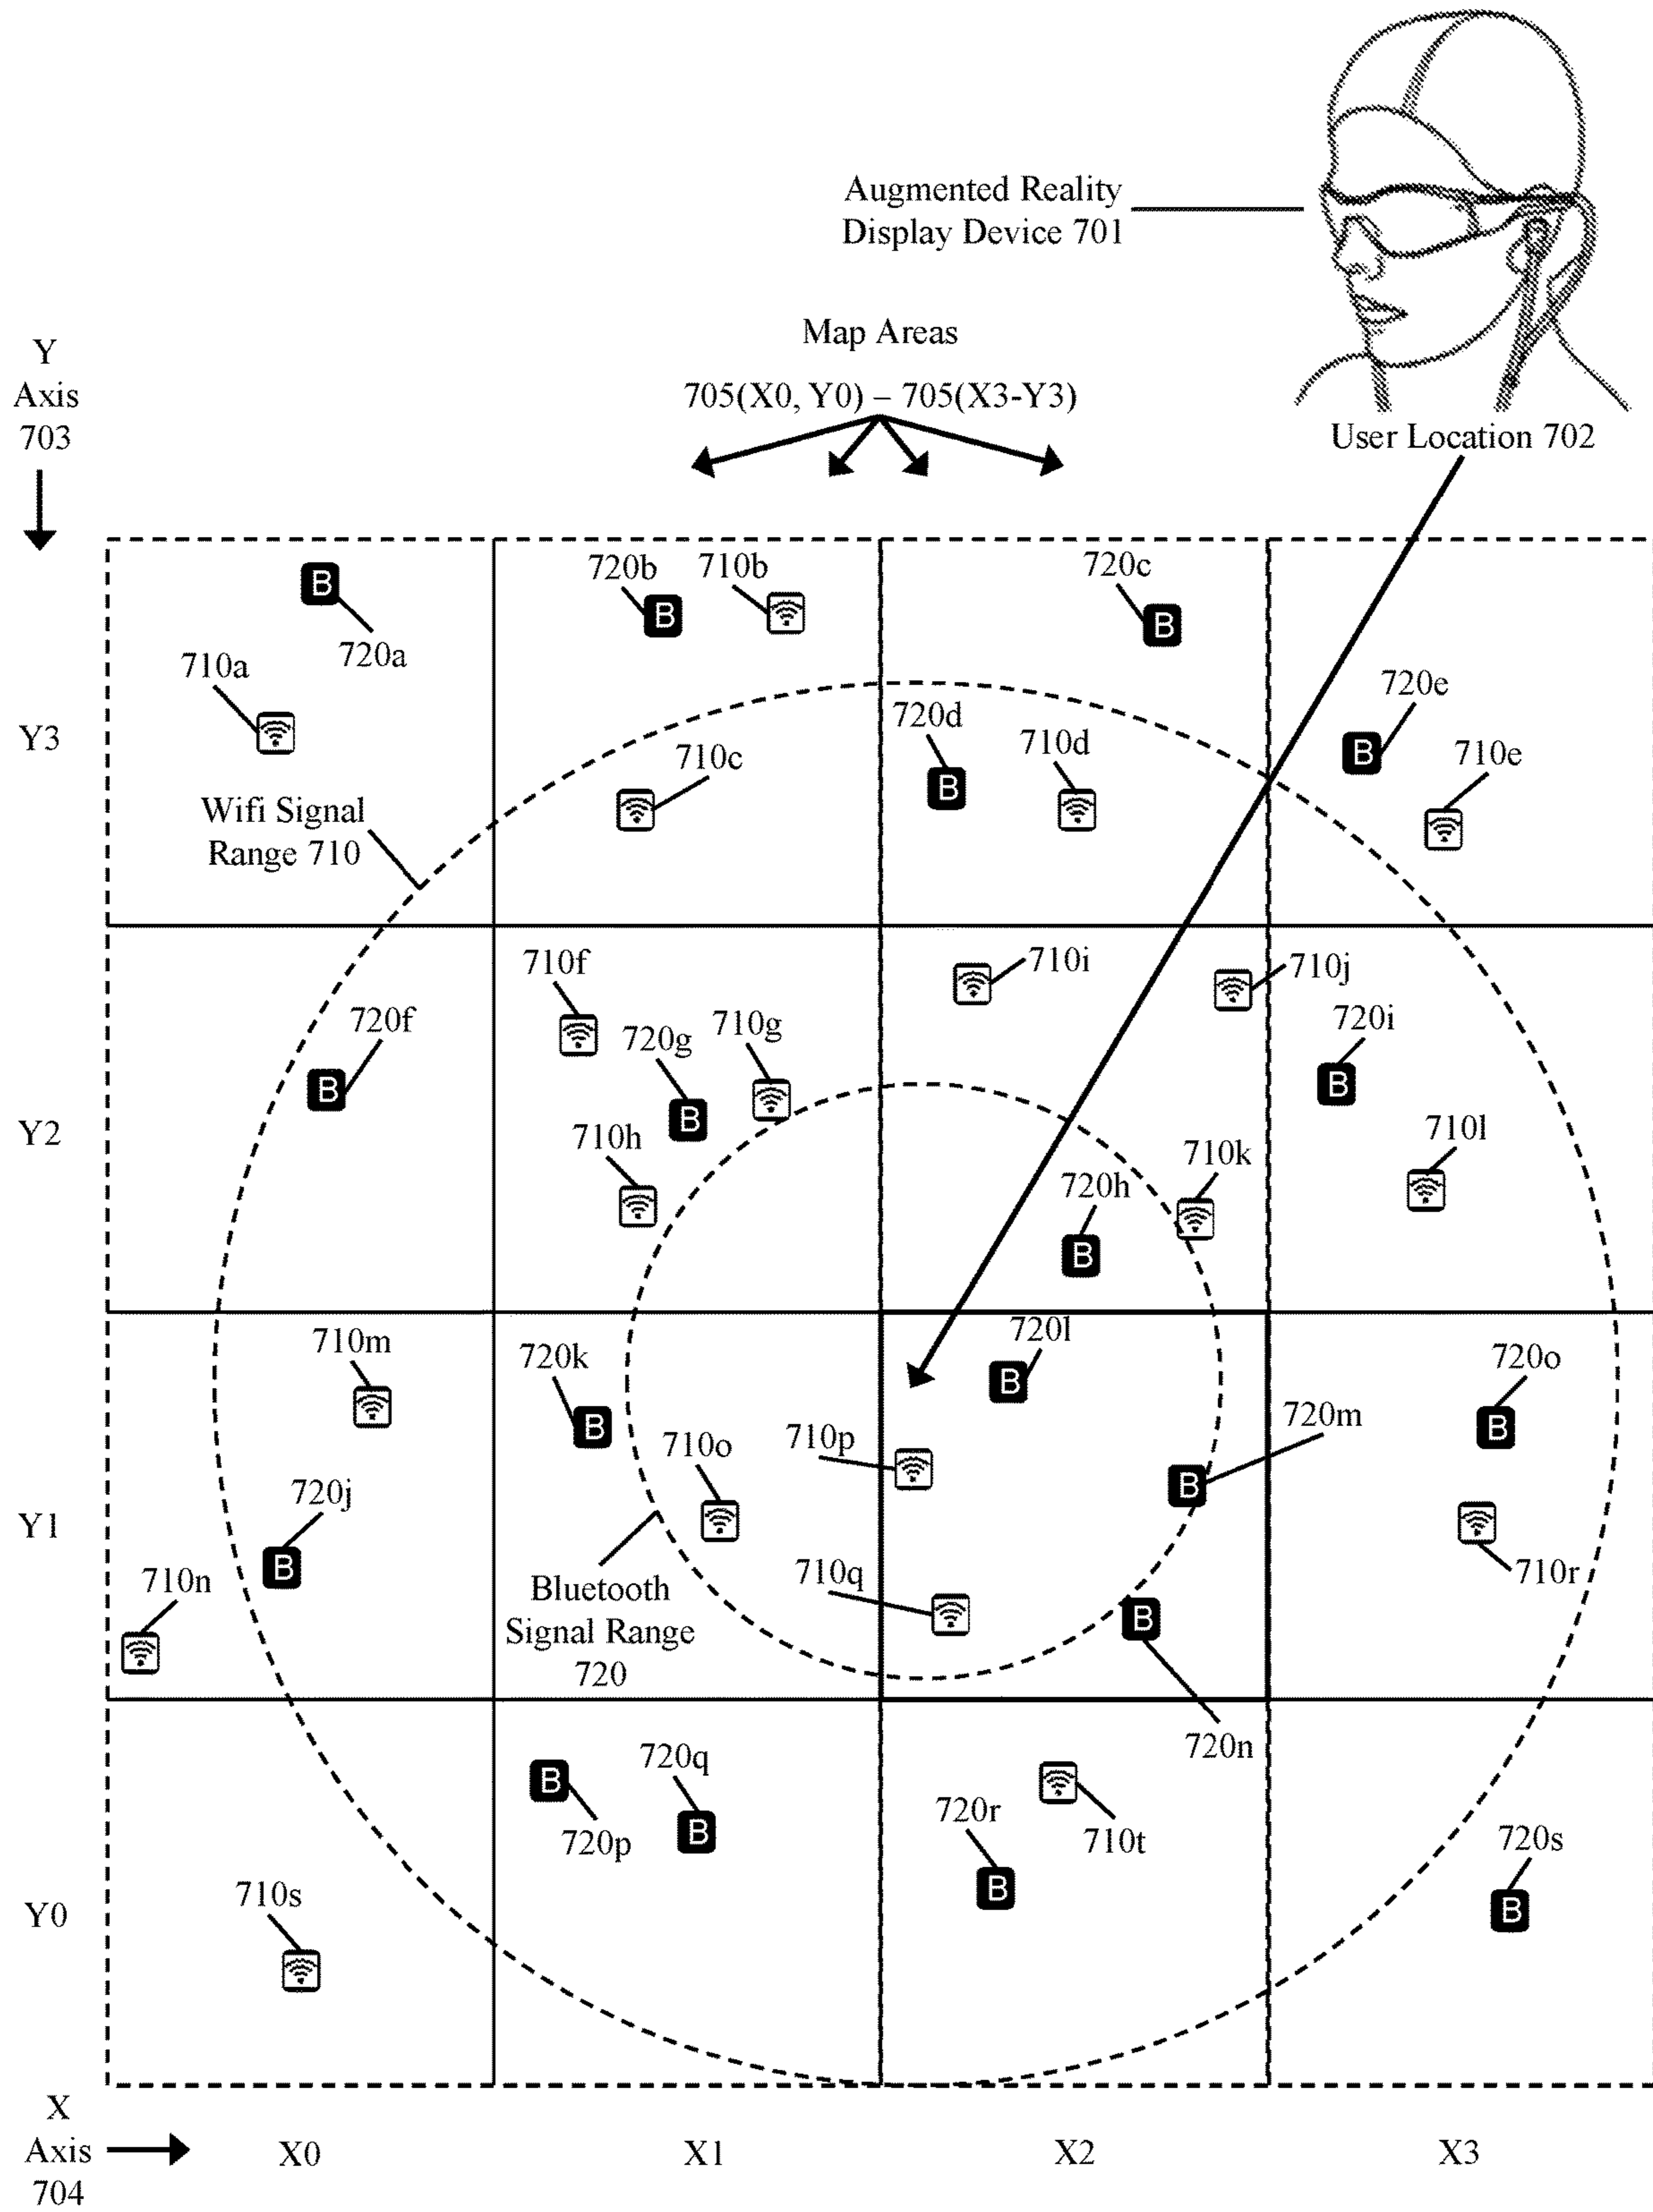 Augmented Reality
Display Device 701
Map Areas
705(X0, Y0) – 705(X3-Y3)
User Location 702
Y
Axis
703
720b
710b
720c
B
B
B
B
720a
710a
720e
720d
710d
710e
710c
B
B
Wifi Signal
Range 710
Y3
710f
710i
710j
720f
720g
710g
720i
B
B
B
710h
710l
710k
720h
B
Y2
710m
720k
720l
720o
B
B
B
720m
710o
710p
B
720j
B
710n
710q
710r
Bluetooth
Signal Range
720
B
Y1
720n
720q
B
B
720p
720r
710t
720s
710s
B
B
Y0
X
Axis
704
X0
X1
X2
X3